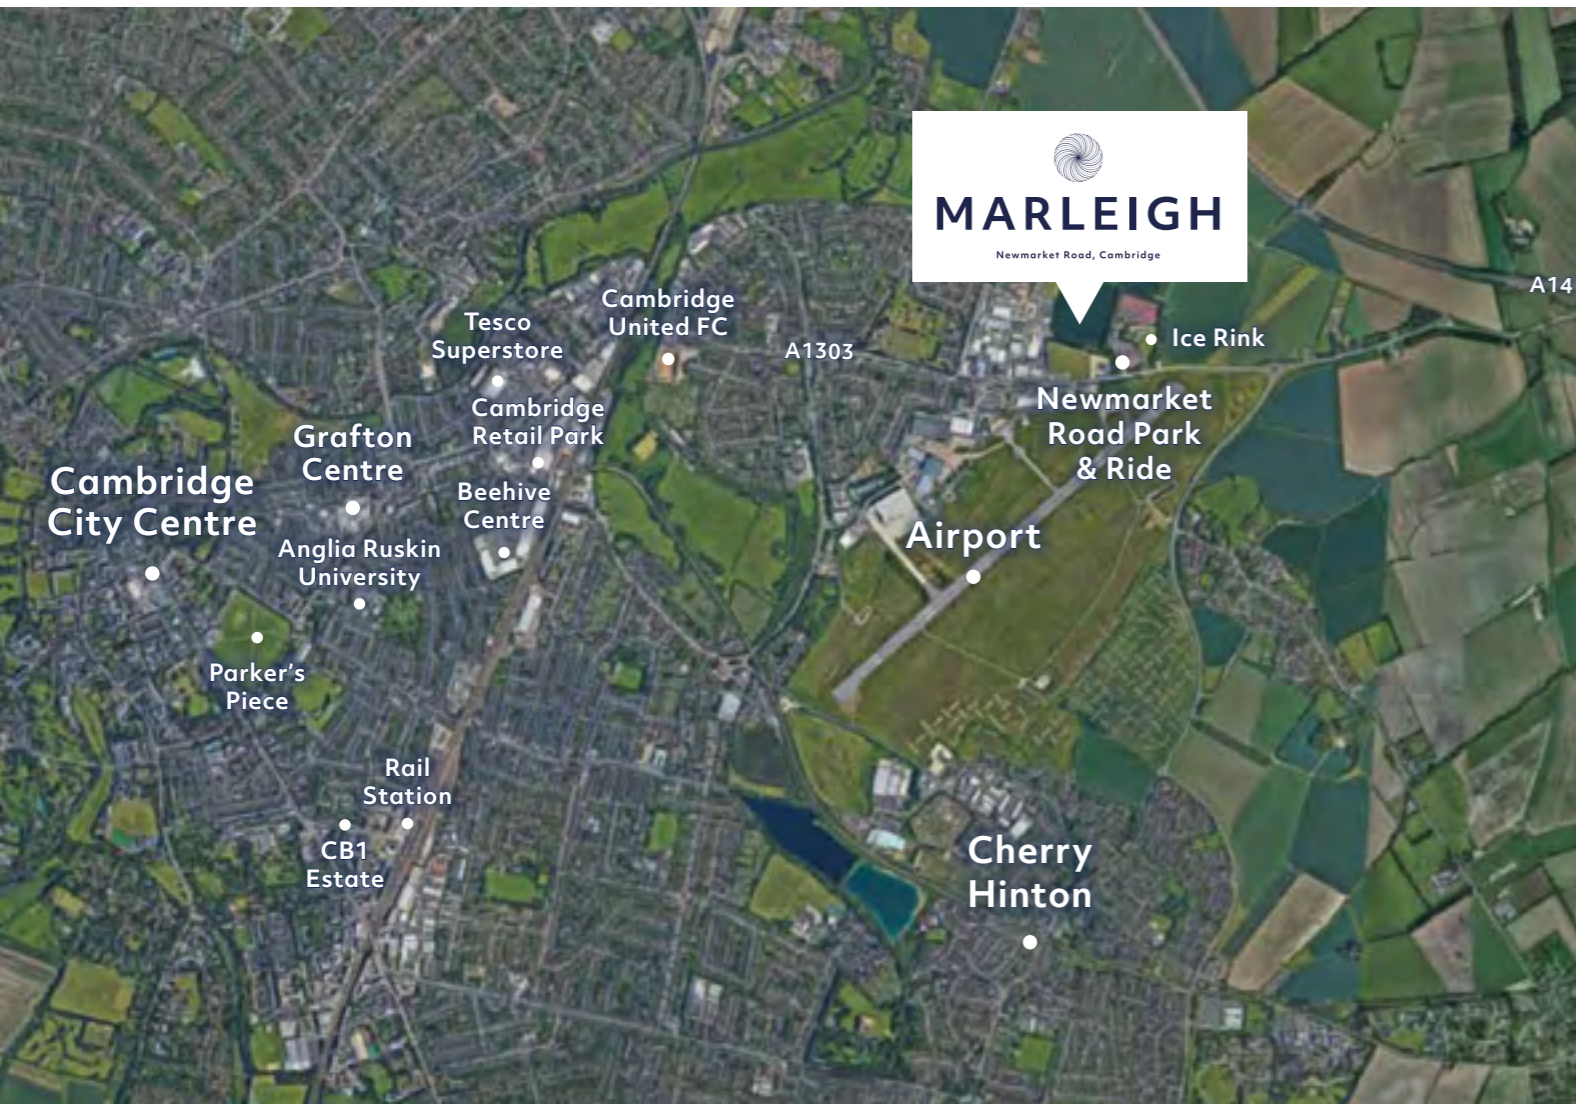 MARLEIGH
Newmarket Road, Cambridge
A14
Cambridge
United FC
Tesco
Superstore
A1303
Ice Rink
Newmarket
Road Park
& Ride
Cambridge
Retail Park
Grafton
Centre
Cambridge
City Centre
Beehive
Centre
Anglia Ruskin
University
Airport
Parker's
Piece
Rail
Station
CB1
Estate
Cherry
Hinton